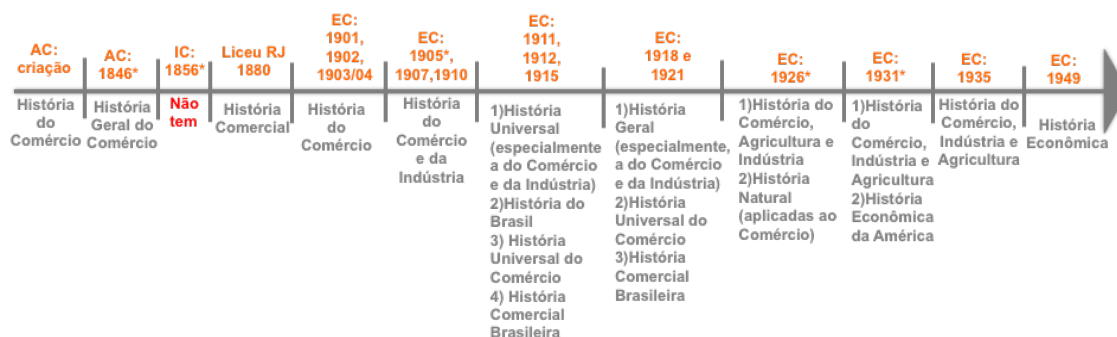 AC:
criação
História
do
Comércio
AC:
1846*
História
Geral do
Comércio
IC:
1856*
Não
tem
Liceu RJ
1880
História
Comercial
EC:
1901,
1902,
1903/04
História
do
Comércio
EC:
1905*,
1907,1910
História
do
Comércio
e da
Indústria
EC:
1911,
1912,
1915
1)História
Universal
(especialmente
a do Comércio
e da Indústria)
2)História do
Brasil
3) História
Universal do
Comércio
4) História
Comercial
Brasileira
EC:
1918 e
1921
1)História
Geral
(especialmente,
a do Comércio
e da Indústria)
2)História
Universal do
Comércio
3)História
Comercial
Brasileira
EC:
1926*
1)História do
Comércio,
Agricultura e
Indústria
2)História
Natural
(aplicadas ao
Comércio)
EC:
1931*
1)História
do
Comércio,
Indústria e
Agricultura
2)História
Econômica
da América
EC:
1935
História do
Comércio,
Indústria e
Agricultura
EC:
1949
História
Econômica